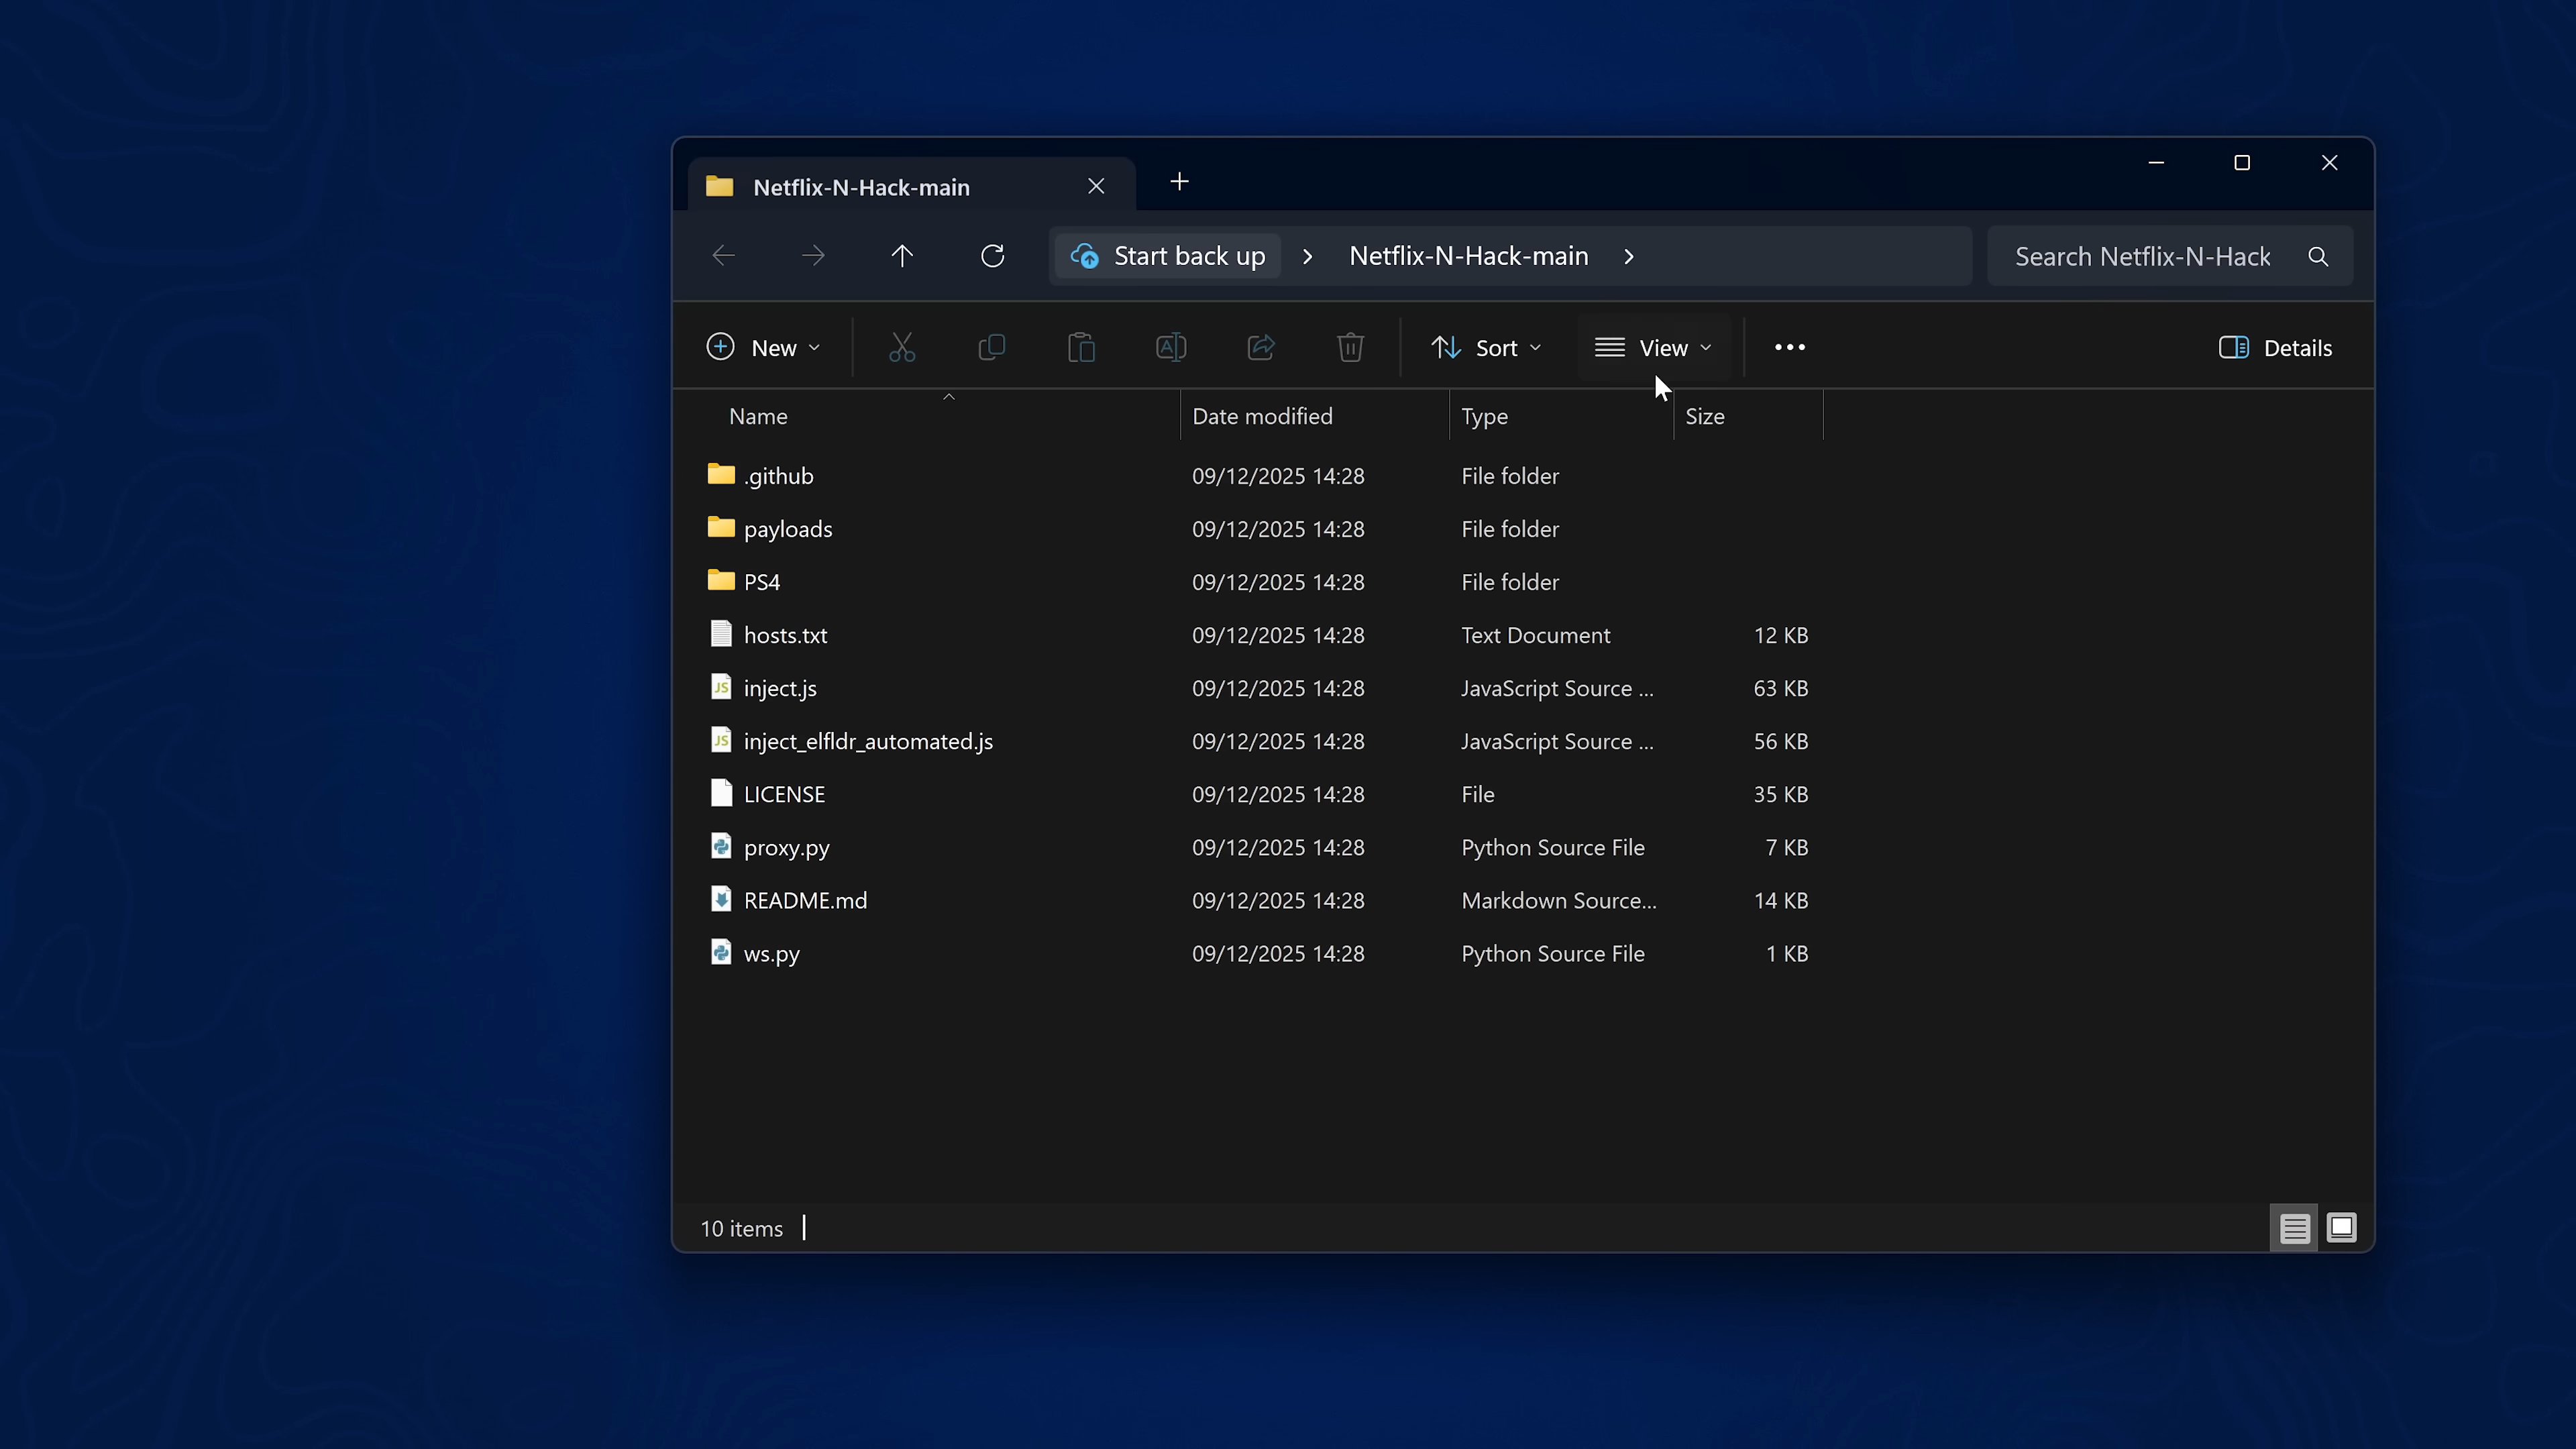 Netflix-N-Hack-main
Start back up > Netflix-N-Hack-main >
Search Netflix-N-Hack
New
Sort
View
Details
Name Date modified Type Size
.github 09/12/2025 14:28 File folder
payloads 09/12/2025 14:28 File folder
PS4 09/12/2025 14:28 File folder
hosts.txt 09/12/2025 14:28 Text Document 12 KB
inject.js 09/12/2025 14:28 JavaScript Source ... 63 KB
inject_elfldr_automated.js 09/12/2025 14:28 JavaScript Source ... 56 KB
LICENSE 09/12/2025 14:28 File 35 KB
proxy.py 09/12/2025 14:28 Python Source File 7 KB
README.md 09/12/2025 14:28 Markdown Source... 14 KB
ws.py 09/12/2025 14:28 Python Source File 1 KB
10 items